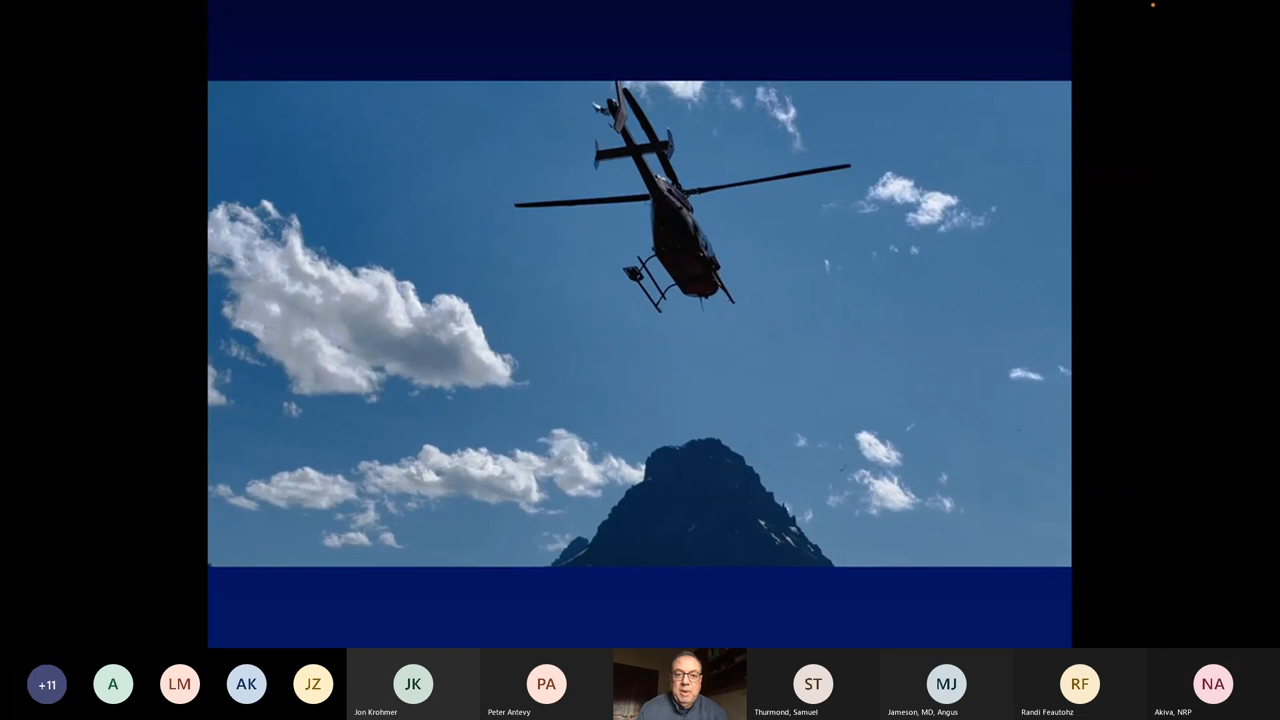 +11
A
LM
AK
JZ
JK
Jon Krohmer
PA
Peter Antevy
ST
Thurmond, Samuel
MJ
Jameson, MD, Angus
RF
Randi Feautohz
NA
Akiva, NRP